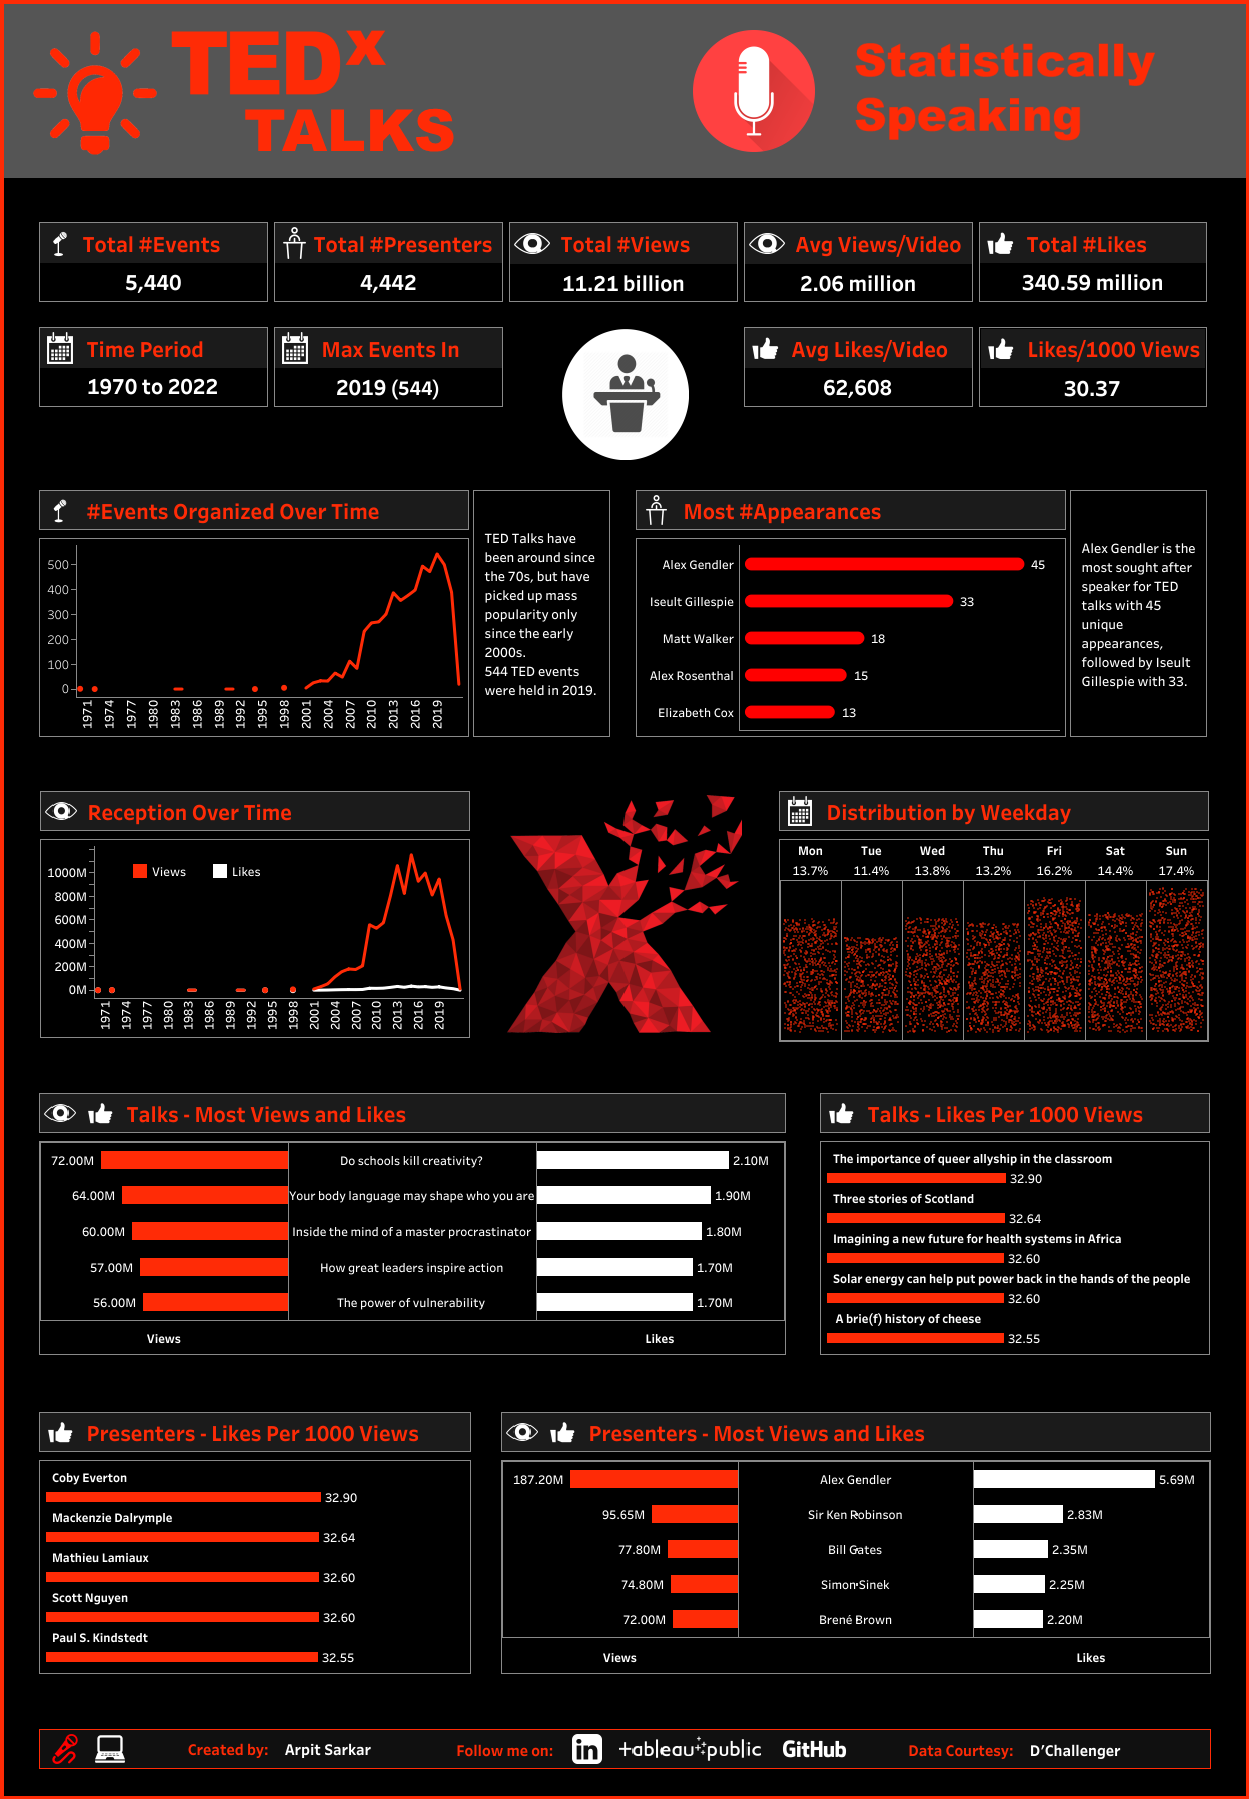 TEDx
TALKS
Statistically
Speaking
Total #Events
5,440
Total #Presenters
4,442
Total #Views
11.21 billion
Avg Views/Video
2.06 million
Total #Likes
340.59 million
Time Period
1970 to 2022
Max Events In
2019 (544)
Avg Likes/Video
62,608
Likes/1000 Views
30.37
#Events Organized Over Time
500
400
300
200
100
0
1971
1974
1977
1980
1983
1986
1989
1992
1995
1998
2001
2004
2007
2010
2013
2016
2019
TED Talks have
been around since
the 70s, but have
picked up mass
popularity only
since the early
2000s.
544 TED events
were held in 2019.
Most #Appearances
Alex Gendler 45
Iseult Gillespie 33
Matt Walker 18
Alex Rosenthal 15
Elizabeth Cox 13
Alex Gendler is the
most sought after
speaker for TED
talks with 45
unique
appearances,
followed by Iseult
Gillespie with 33.
Reception Over Time
Views Likes
1000M
800M
600M
400M
200M
0M
1971
1974
1977
1980
1983
1986
1989
1992
1995
1998
2001
2004
2007
2010
2013
2016
2019
Distribution by Weekday
Mon Tue Wed Thu Fri Sat Sun
13.7% 11.4% 13.8% 13.2% 16.2% 14.4% 17.4%
Talks - Most Views and Likes
72.00M Do schools kill creativity? 2.10M
64.00M Your body language may shape who you are 1.90M
60.00M Inside the mind of a master procrastinator 1.80M
57.00M How great leaders inspire action 1.70M
56.00M The power of vulnerability 1.70M
Views Likes
Talks - Likes Per 1000 Views
The importance of queer allyship in the classroom
32.90
Three stories of Scotland
32.64
Imagining a new future for health systems in Africa
32.60
Solar energy can help put power back in the hands of the people
32.60
A brie(f) history of cheese
32.55
Presenters - Likes Per 1000 Views
Coby Everton
32.90
Mackenzie Dalrymple
32.64
Mathieu Lamiaux
32.60
Scott Nguyen
32.60
Paul S. Kindstedt
32.55
Presenters - Most Views and Likes
187.20M Alex Gendler 5.69M
95.65M Sir Ken Robinson 2.83M
77.80M Bill Gates 2.35M
74.80M Simon Sinek 2.25M
72.00M Brené Brown 2.20M
Views Likes
Created by: Arpit Sarkar Follow me on: in tableau public GitHub Data Courtesy: D'Challenger